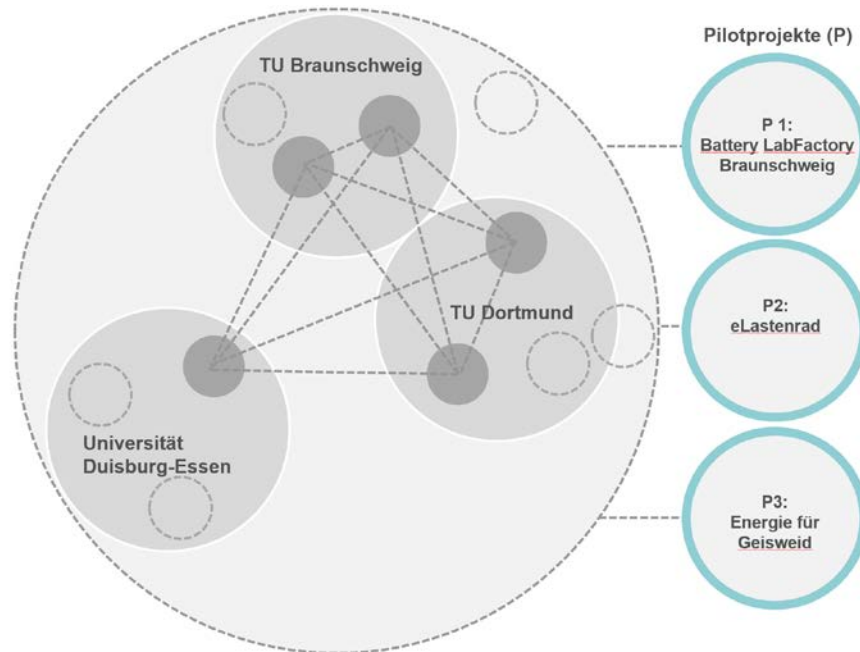 Pilotprojekte (P)
TU Braunschweig
P 1:
Battery LabFactory
Braunschweig
TU Dortmund
P2:
eLastenrad
Universität
Duisburg-Essen
P3:
Energie für
Geisweid